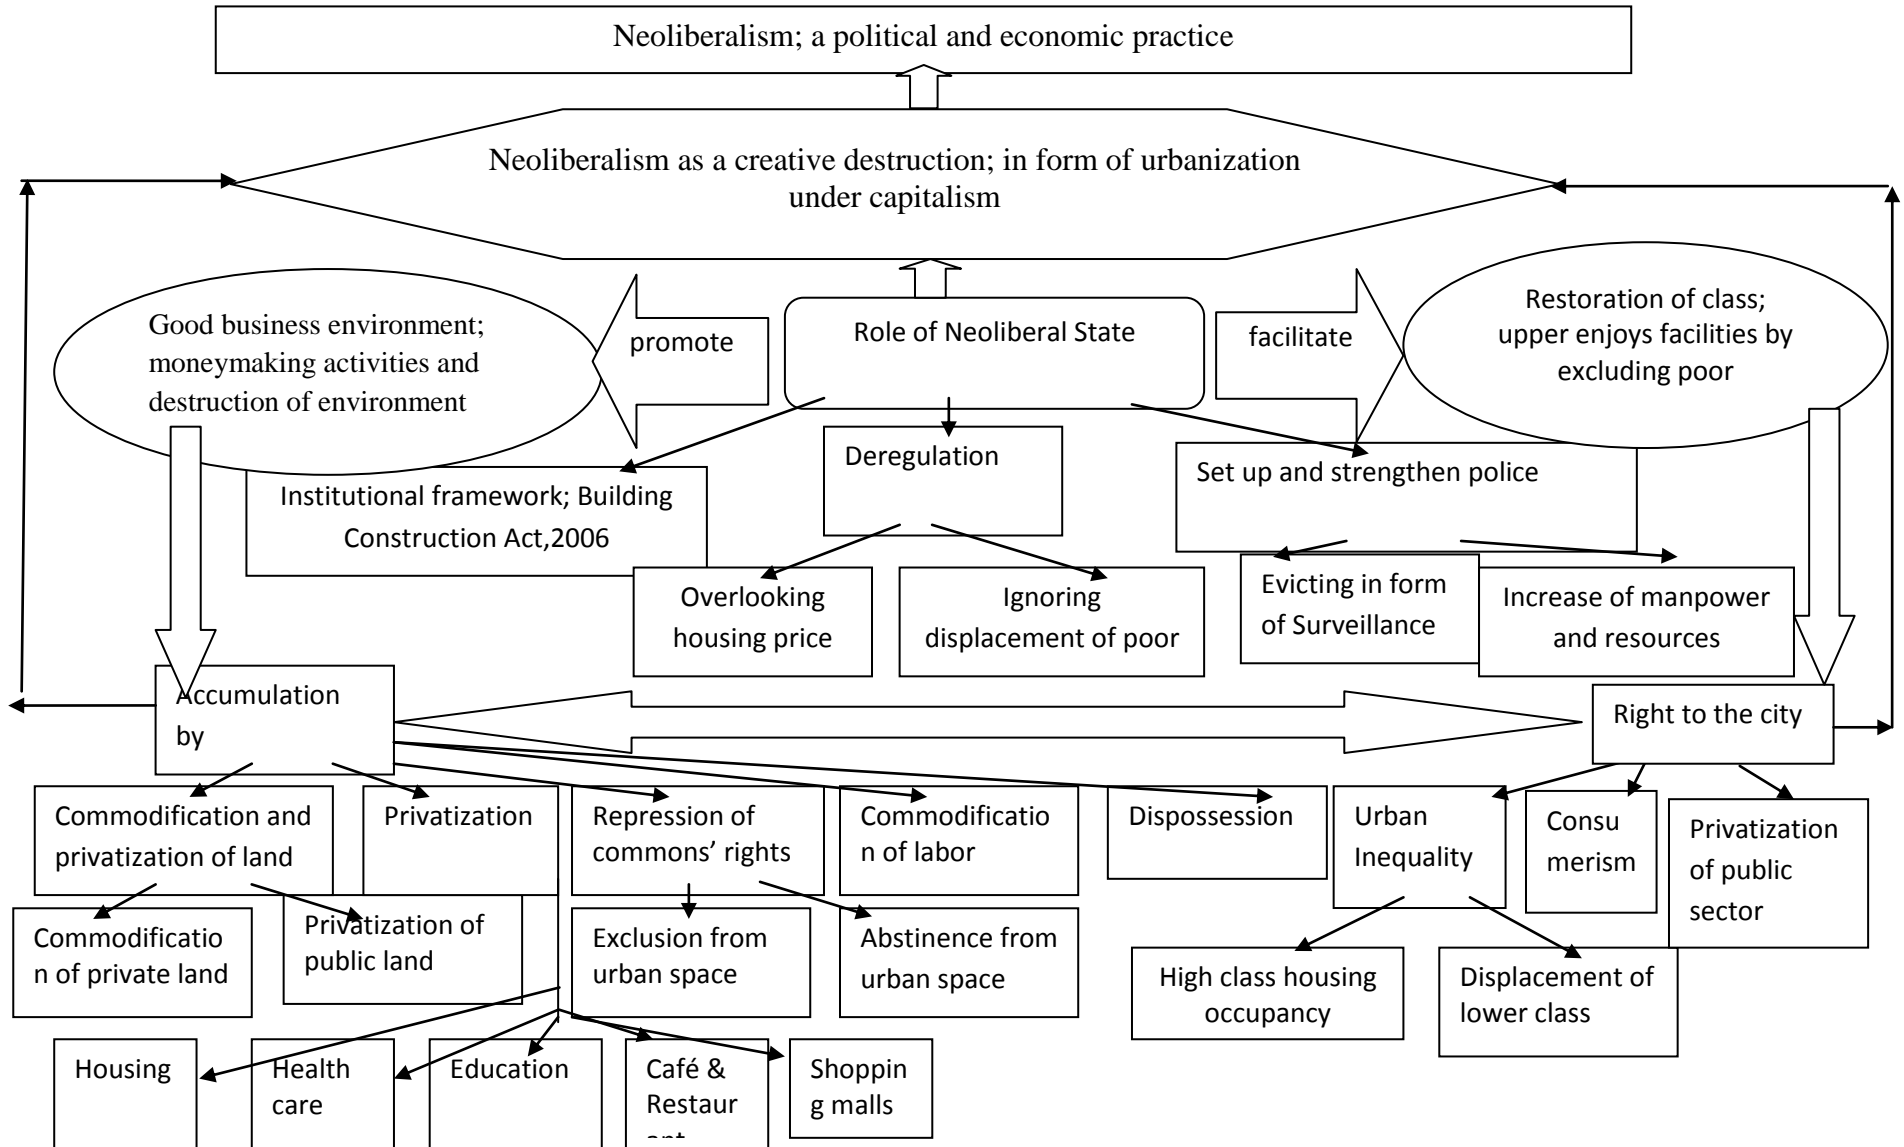 Neoliberalism; a political and economic practice
Neoliberalism as a creative destruction; in form of urbanization
under capitalism
Good business environment;
moneymaking activities and
destruction of environment
promote
Role of Neoliberal State
facilitate
Restoration of class;
upper enjoys facilities by
excluding poor
Institutional framework; Building
Construction Act,2006
Deregulation
Set up and strengthen police
Overlooking
housing price
Ignoring
displacement of poor
Evicting in form
of Surveillance
Increase of manpower
and resources
Accumulation
by
Right to the city
Commodification and
privatization of land
Privatization
Repression of
commons’ rights
Commodificatio
n of labor
Dispossession
Urban
Inequality
Consu
merism
Privatization
of public
sector
Commodificatio
n of private land
Privatization of
public land
Exclusion from
urban space
Abstinence from
urban space
High class housing
occupancy
Displacement of
lower class
Housing
Health
care
Education
Café &
Restaur
Shoppin
g malls